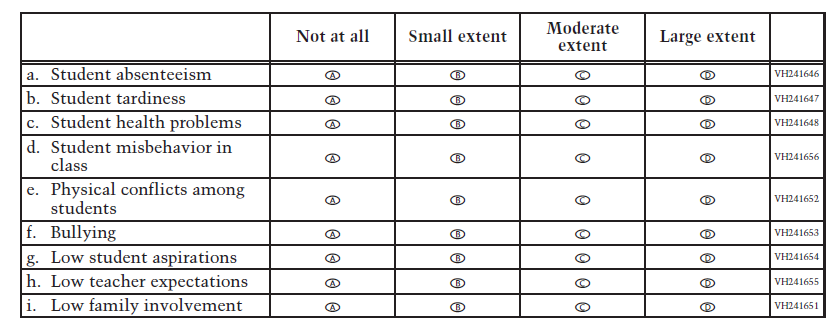 Not at all Small extent Moderate extent Large extent
a. Student absenteeism Ⓐ Ⓑ Ⓒ Ⓓ VH241646
b. Student tardiness Ⓐ Ⓑ Ⓒ Ⓓ VH241647
c. Student health problems Ⓐ Ⓑ Ⓒ Ⓓ VH241648
d. Student misbehavior in
class Ⓐ Ⓑ Ⓒ Ⓓ VH241656
e. Physical conflicts among
students Ⓐ Ⓑ Ⓒ Ⓓ VH241652
f. Bullying Ⓐ Ⓑ Ⓒ Ⓓ VH241653
g. Low student aspirations Ⓐ Ⓑ Ⓒ Ⓓ VH241654
h. Low teacher expectations Ⓐ Ⓑ Ⓒ Ⓓ VH241655
i. Low family involvement Ⓐ Ⓑ Ⓒ Ⓓ VH241651